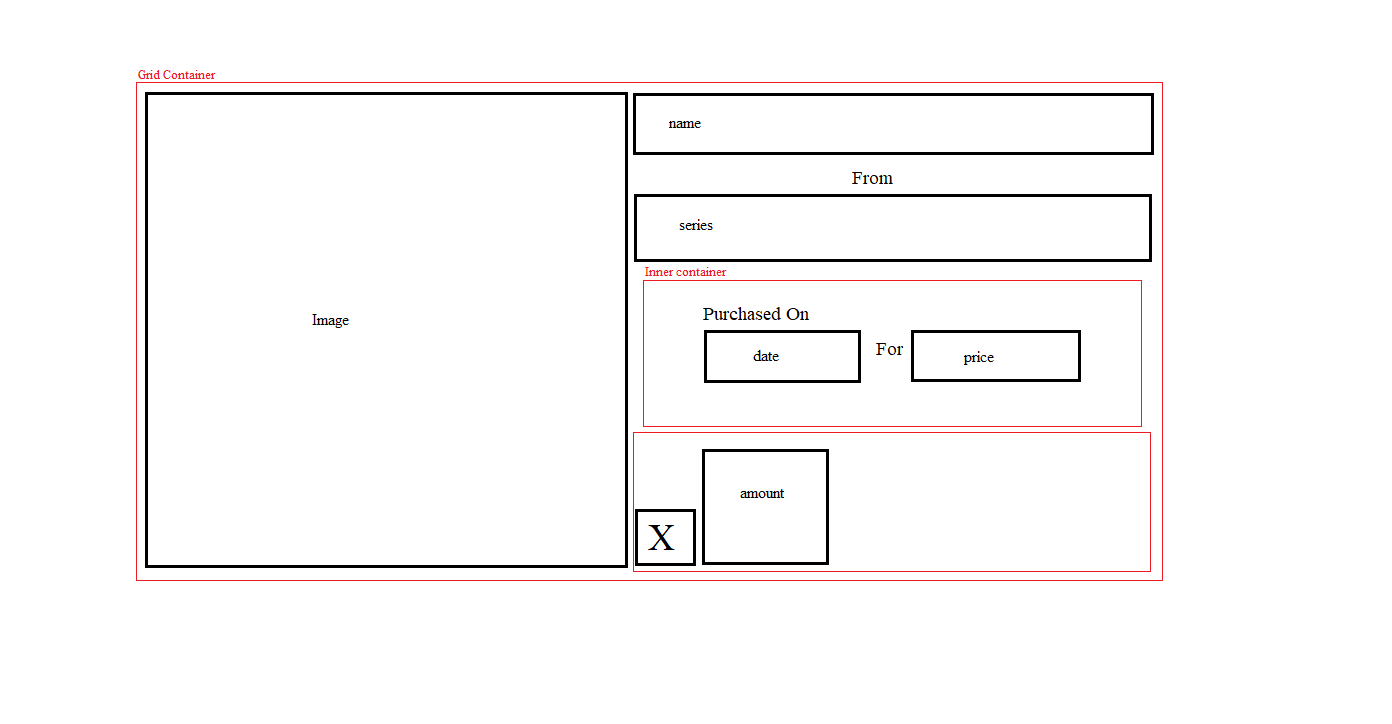 Grid Container
name
From
series
Inner container
Image
Purchased On
date
For
price
amount
X